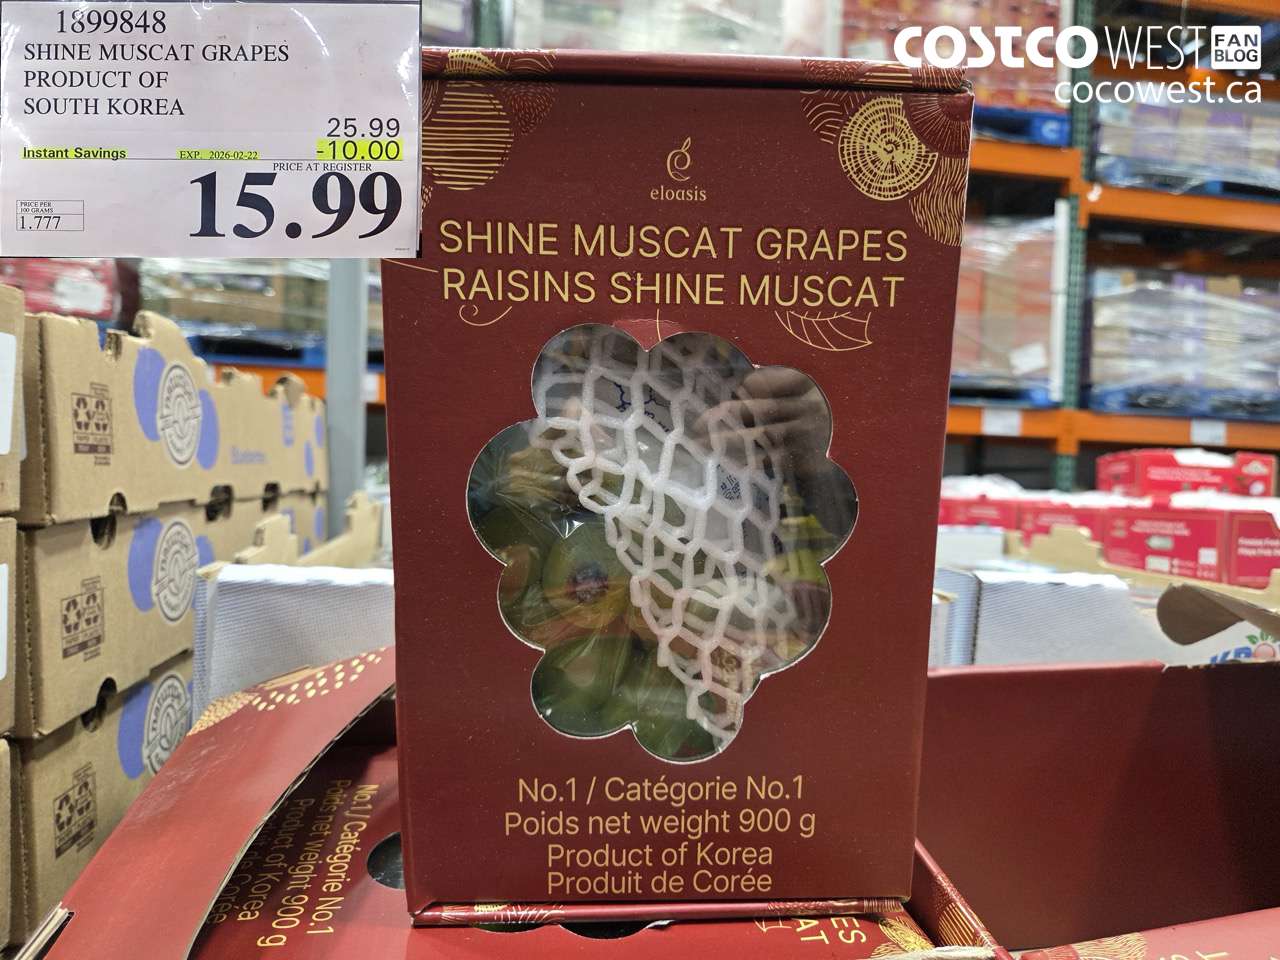 1899848
SHINE MUSCAT GRAPES
PRODUCT OF
SOUTH KOREA
25.99
Instant Savings EXP. 2026-02-22 -10.00
PRICE AT REGISTER
15.99
PRICE PER
100 GRAMS
1.777
COSTCO WEST FAN BLOG
cocowest.ca
eloasis
SHINE MUSCAT GRAPES
RAISINS SHINE MUSCAT
No.1 / Catégorie No.1
Poids net weight 900 g
Product of Korea
Produit de Corée
No.1/ Catégorie No.1
Poids net weight 900 g
Product of Korea